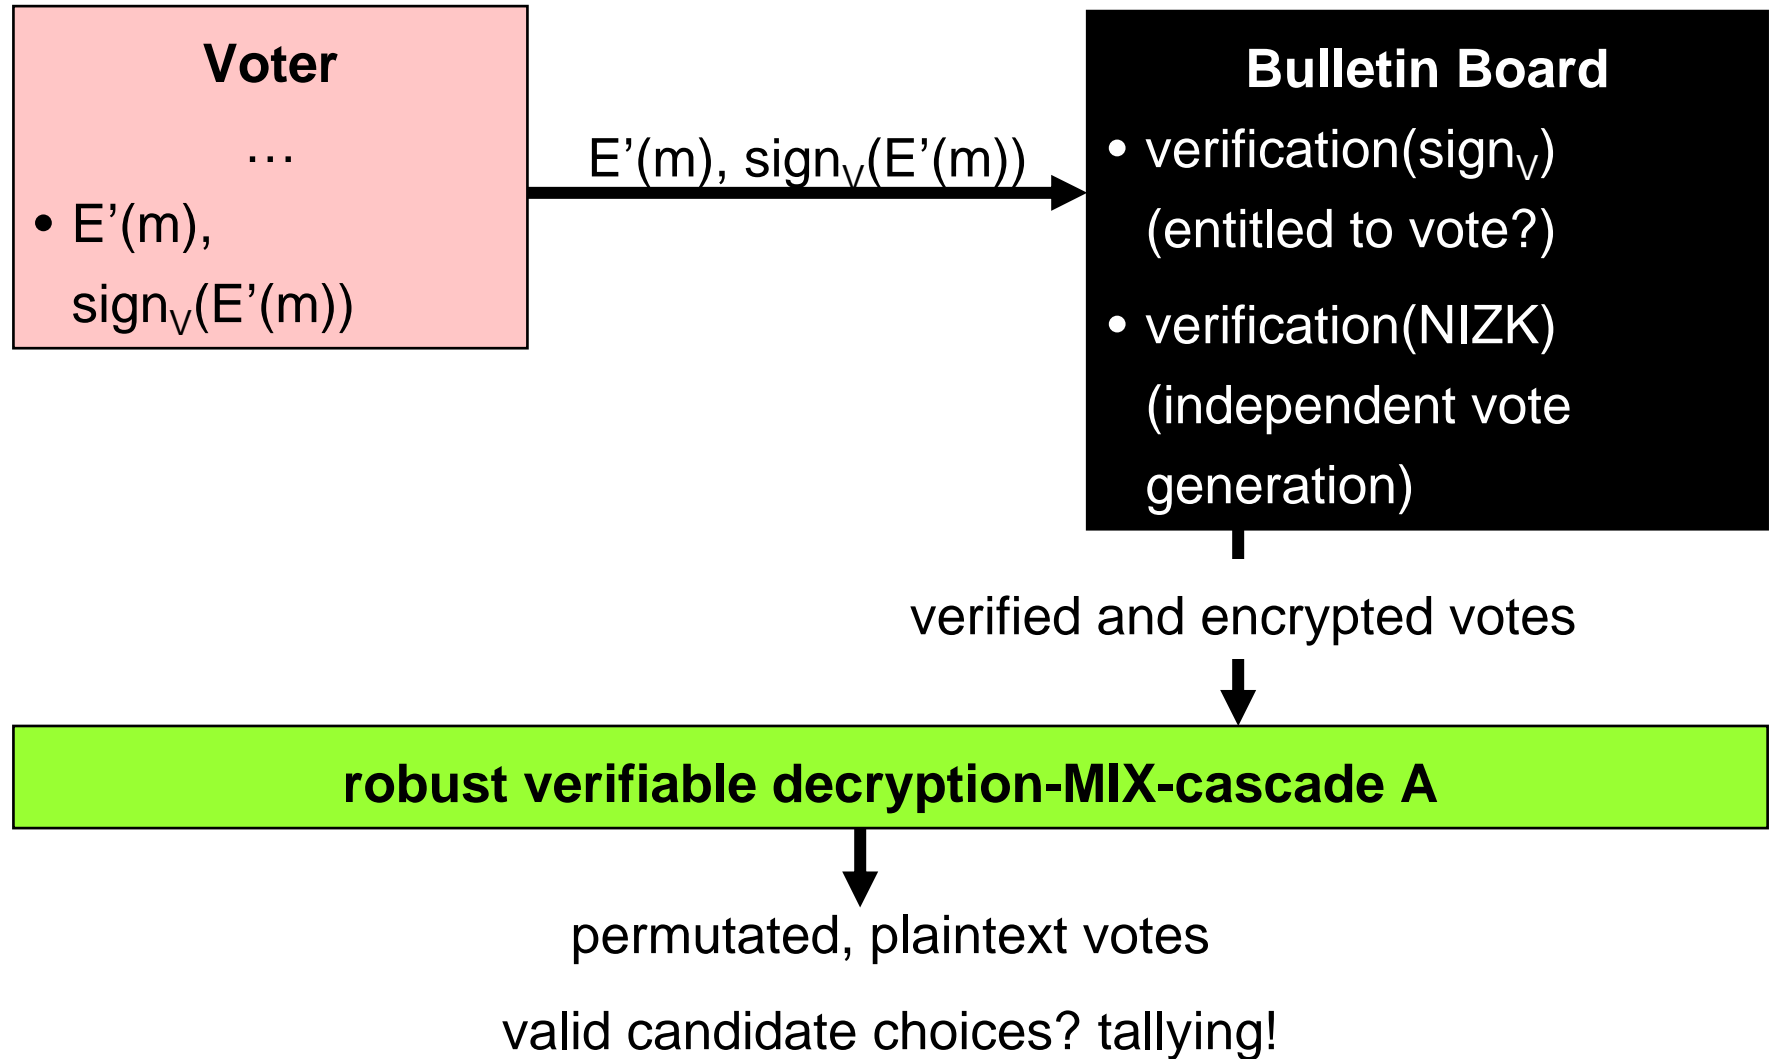 Voter
…
• E’(m),
sign_V(E’(m))
E’(m), sign_V(E’(m))
Bulletin Board
• verification(sign_V)
(entitled to vote?)
• verification(NIZK)
(independent vote
generation)
verified and encrypted votes
robust verifiable decryption-MIX-cascade A
permutated, plaintext votes
valid candidate choices? tallying!